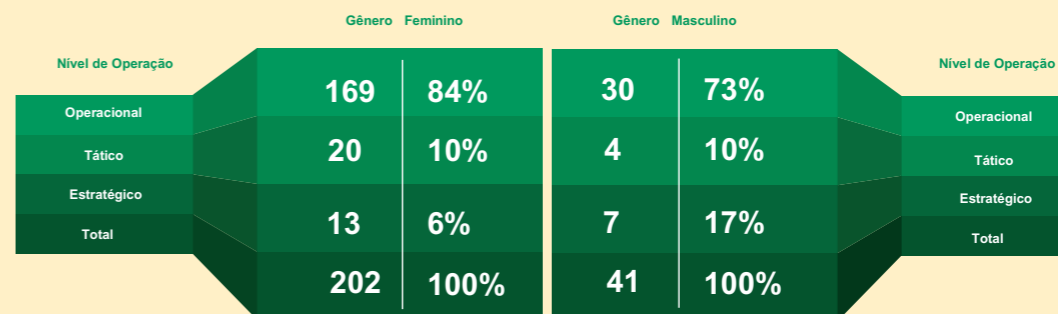 Gênero Feminino
Gênero Masculino
Nível de Operação
Nível de Operação
Operacional
169 84%
30 73%
Operacional
Tático
20 10%
4 10%
Tático
Estratégico
13 6%
7 17%
Estratégico
Total
202 100%
41 100%
Total